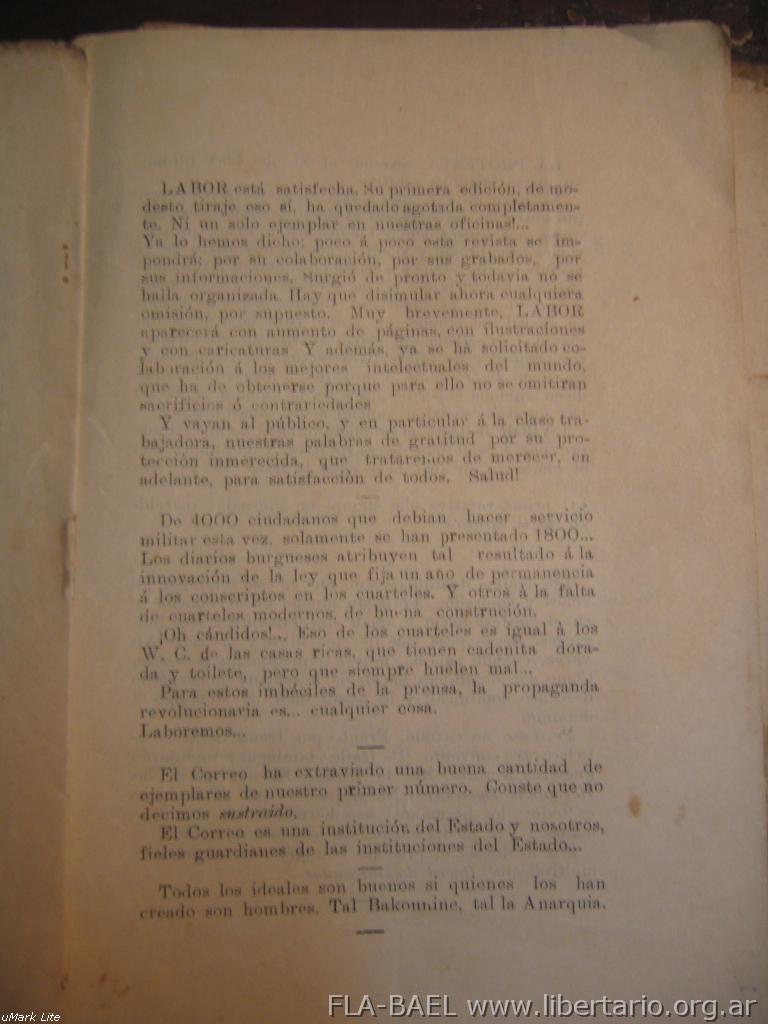 LABOR está satisfecha. Su primera edición, de mo-
desto tiraje eso sí, ha quedado agotada completamen-
te. Ni un solo ejemplar en nuestras oficinas!...
Ya lo hemos dicho; poco á poco esta revista se im-
pondrá; por su colaboración, por sus grabados, por
sus informaciones. Surgió de pronto y todavía no se
halla organizada. Hay que disimular ahora cualquiera
omisión, por supuesto. Muy brevemente, LABOR
aparecerá con aumento de páginas, con ilustraciones
y con caricaturas Y además, ya se hà solicitado co-
laboración á los mejores intelectuales del mundo,
que ha de obtenerse porque para ello no se omitiran
sacrificios ó contrariedades
Y vayan al público, y en particular á la clase tra-
bajadora, nuestras palabras de gratitud por su pro-
tección inmerecida, que trataremos de merecer, en
adelante, para satisfacciòn de todos. Salud!
De 4000 ciudadanos que debian hacer servicio
militar esta vez, solamente se han presentado 1800...
Los diarios burgueses atribuyen tal resultado á la
innovación de la ley que fija un año de permanencia
á los conscriptos en los cuarteles. Y otros à la falta
de cuarteles modernos, de buena construción.
¡Oh cándidos!... Eso de los cuarteles es igual à los
W. C. de las casas ricas, que tienen cadenita dora-
da y toilete, pero que siempre huelen mal...
Para estos imbéciles de la prensa, la propaganda
revolucionaria es... cualquier cosa.
Laboremos...
El Correo ha extraviado una buena cantidad de
ejemplares de nuestro primer número. Conste que no
decimos sustraido.
El Correo es una institución del Estado y nosotros,
fieles guardianes de las instituciones del Estado...
Todos los ideales son buenos si quienes los han
creado son hombres. Tal Bakounine, tal la Anarquia.
FLA-BAEL www.libertario.org.ar
uMark Lite